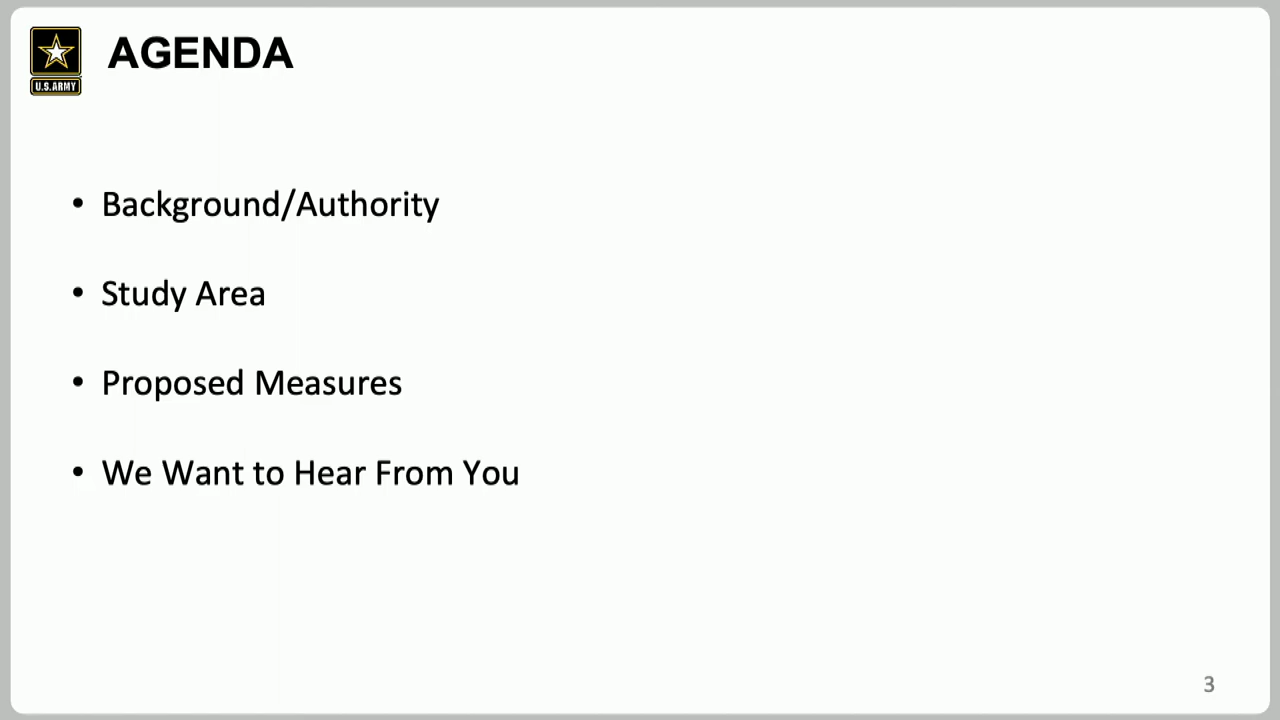 AGENDA
U.S.ARMY
• Background/Authority
• Study Area
• Proposed Measures
• We Want to Hear From You
3